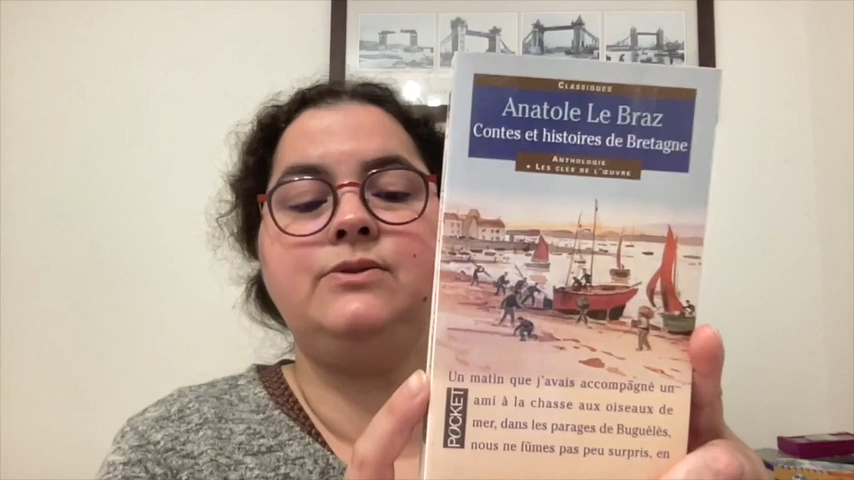 CLASSIQUES
Anatole Le Braz
Contes et histoires de Bretagne
ANTHOLOGIE
+ LES CLES DE L'ŒUVRE
Un matin que j'avais accompagné un
ami à la chasse aux oiseaux de
mer, dans les parages de Buguélès,
nous ne fûmes pas peu surpris, en
POCKET